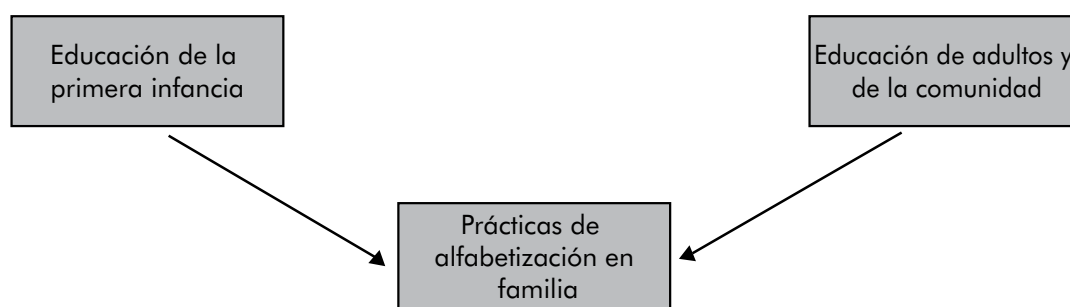 Educación de la
primera infancia
Educación de adultos y
de la comunidad
Prácticas de
alfabetización en
familia